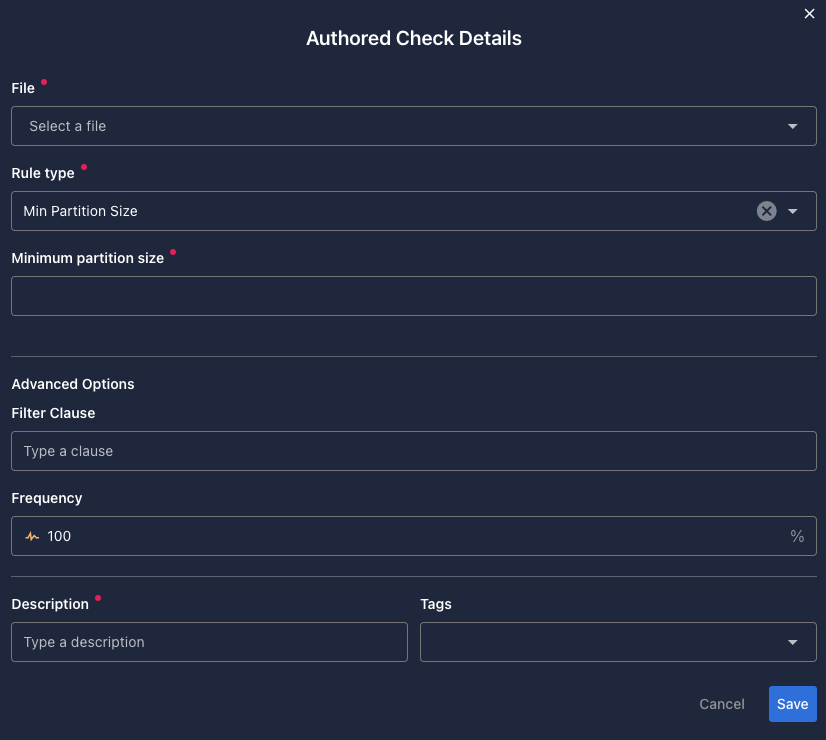 Authored Check Details
File
Select a file
Rule type
Min Partition Size
Minimum partition size
Advanced Options
Filter Clause
Type a clause
Frequency
100 %
Description
Tags
Type a description
Cancel Save